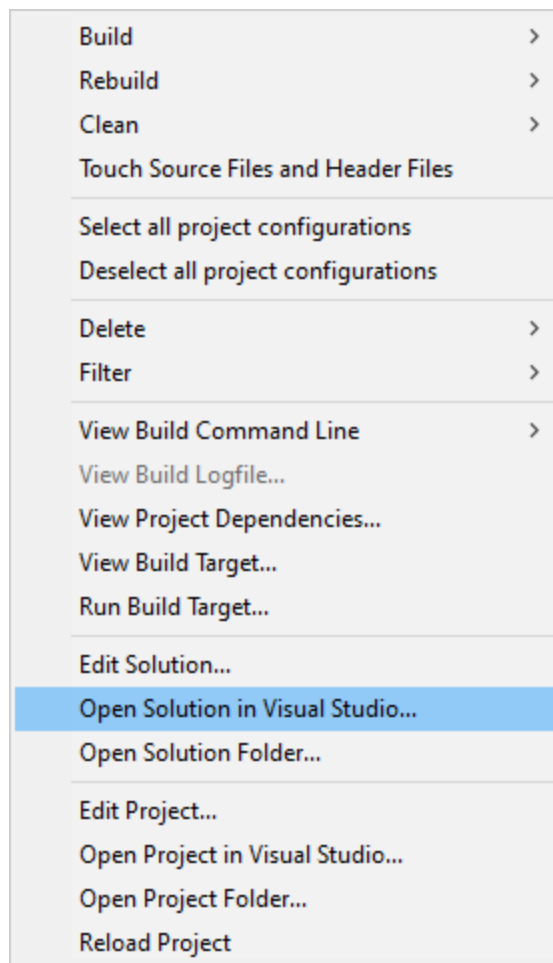 Build
Rebuild
Clean
Touch Source Files and Header Files
Select all project configurations
Deselect all project configurations
Delete
Filter
View Build Command Line
View Build Logfile...
View Project Dependencies...
View Build Target...
Run Build Target...
Edit Solution...
Open Solution in Visual Studio...
Open Solution Folder...
Edit Project...
Open Project in Visual Studio...
Open Project Folder...
Reload Project